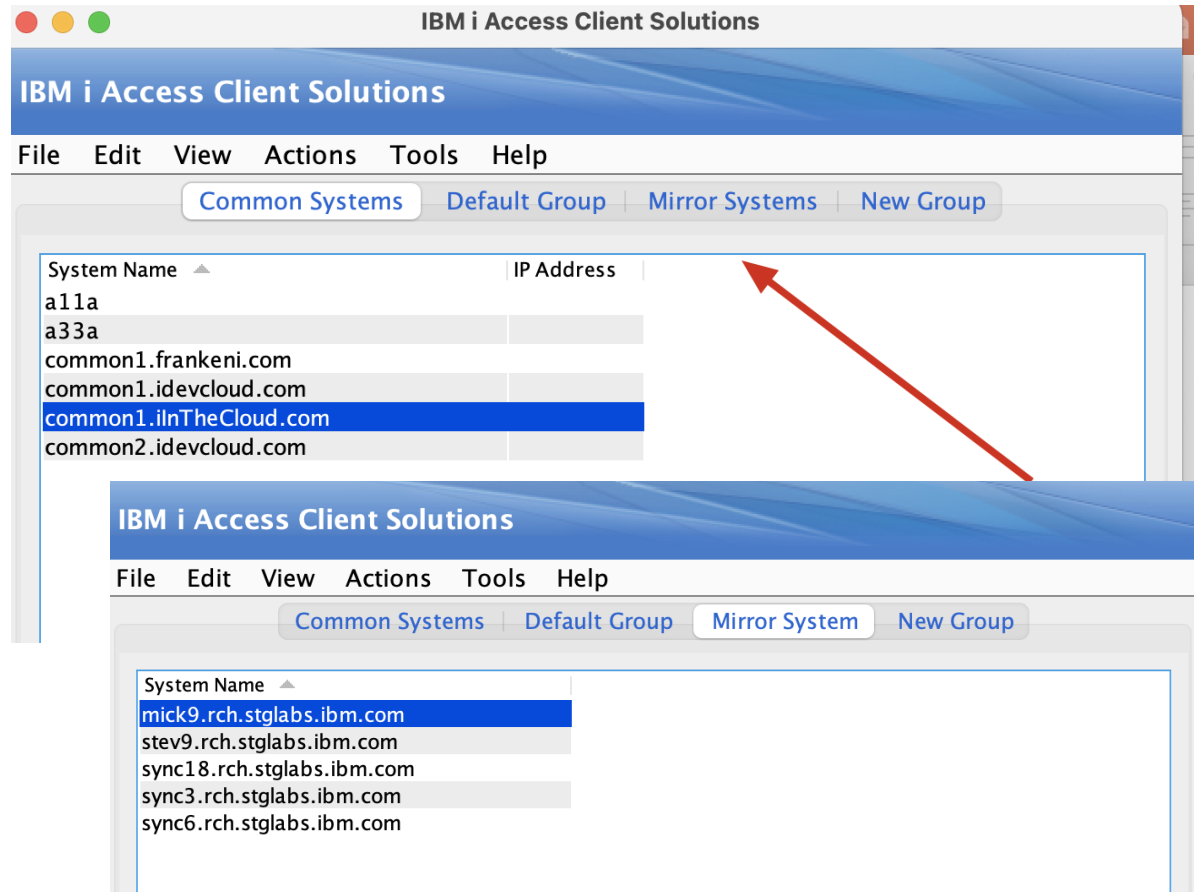 IBM i Access Client Solutions
IBM i Access Client Solutions
File Edit View Actions Tools Help
Common Systems Default Group Mirror Systems New Group
System Name IP Address
a11a
a33a
common1.frankeni.com
common1.idevcloud.com
common1.iInTheCloud.com
common2.idevcloud.com
IBM i Access Client Solutions
File Edit View Actions Tools Help
Common Systems Default Group Mirror System New Group
System Name
mick9.rch.stglabs.ibm.com
stev9.rch.stglabs.ibm.com
sync18.rch.stglabs.ibm.com
sync3.rch.stglabs.ibm.com
sync6.rch.stglabs.ibm.com